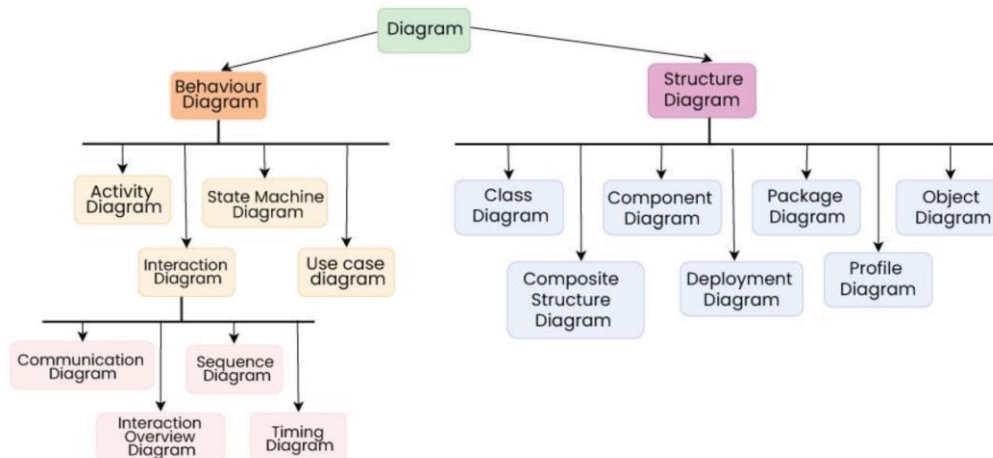 Diagram
Behaviour
Diagram
Structure
Diagram
Activity
Diagram
State Machine
Diagram
Interaction
Diagram
Use case
diagram
Communication
Diagram
Sequence
Diagram
Interaction
Overview
Diagram
Timing
Diagram
Class
Diagram
Component
Diagram
Package
Diagram
Object
Diagram
Composite
Structure
Diagram
Deployment
Diagram
Profile
Diagram